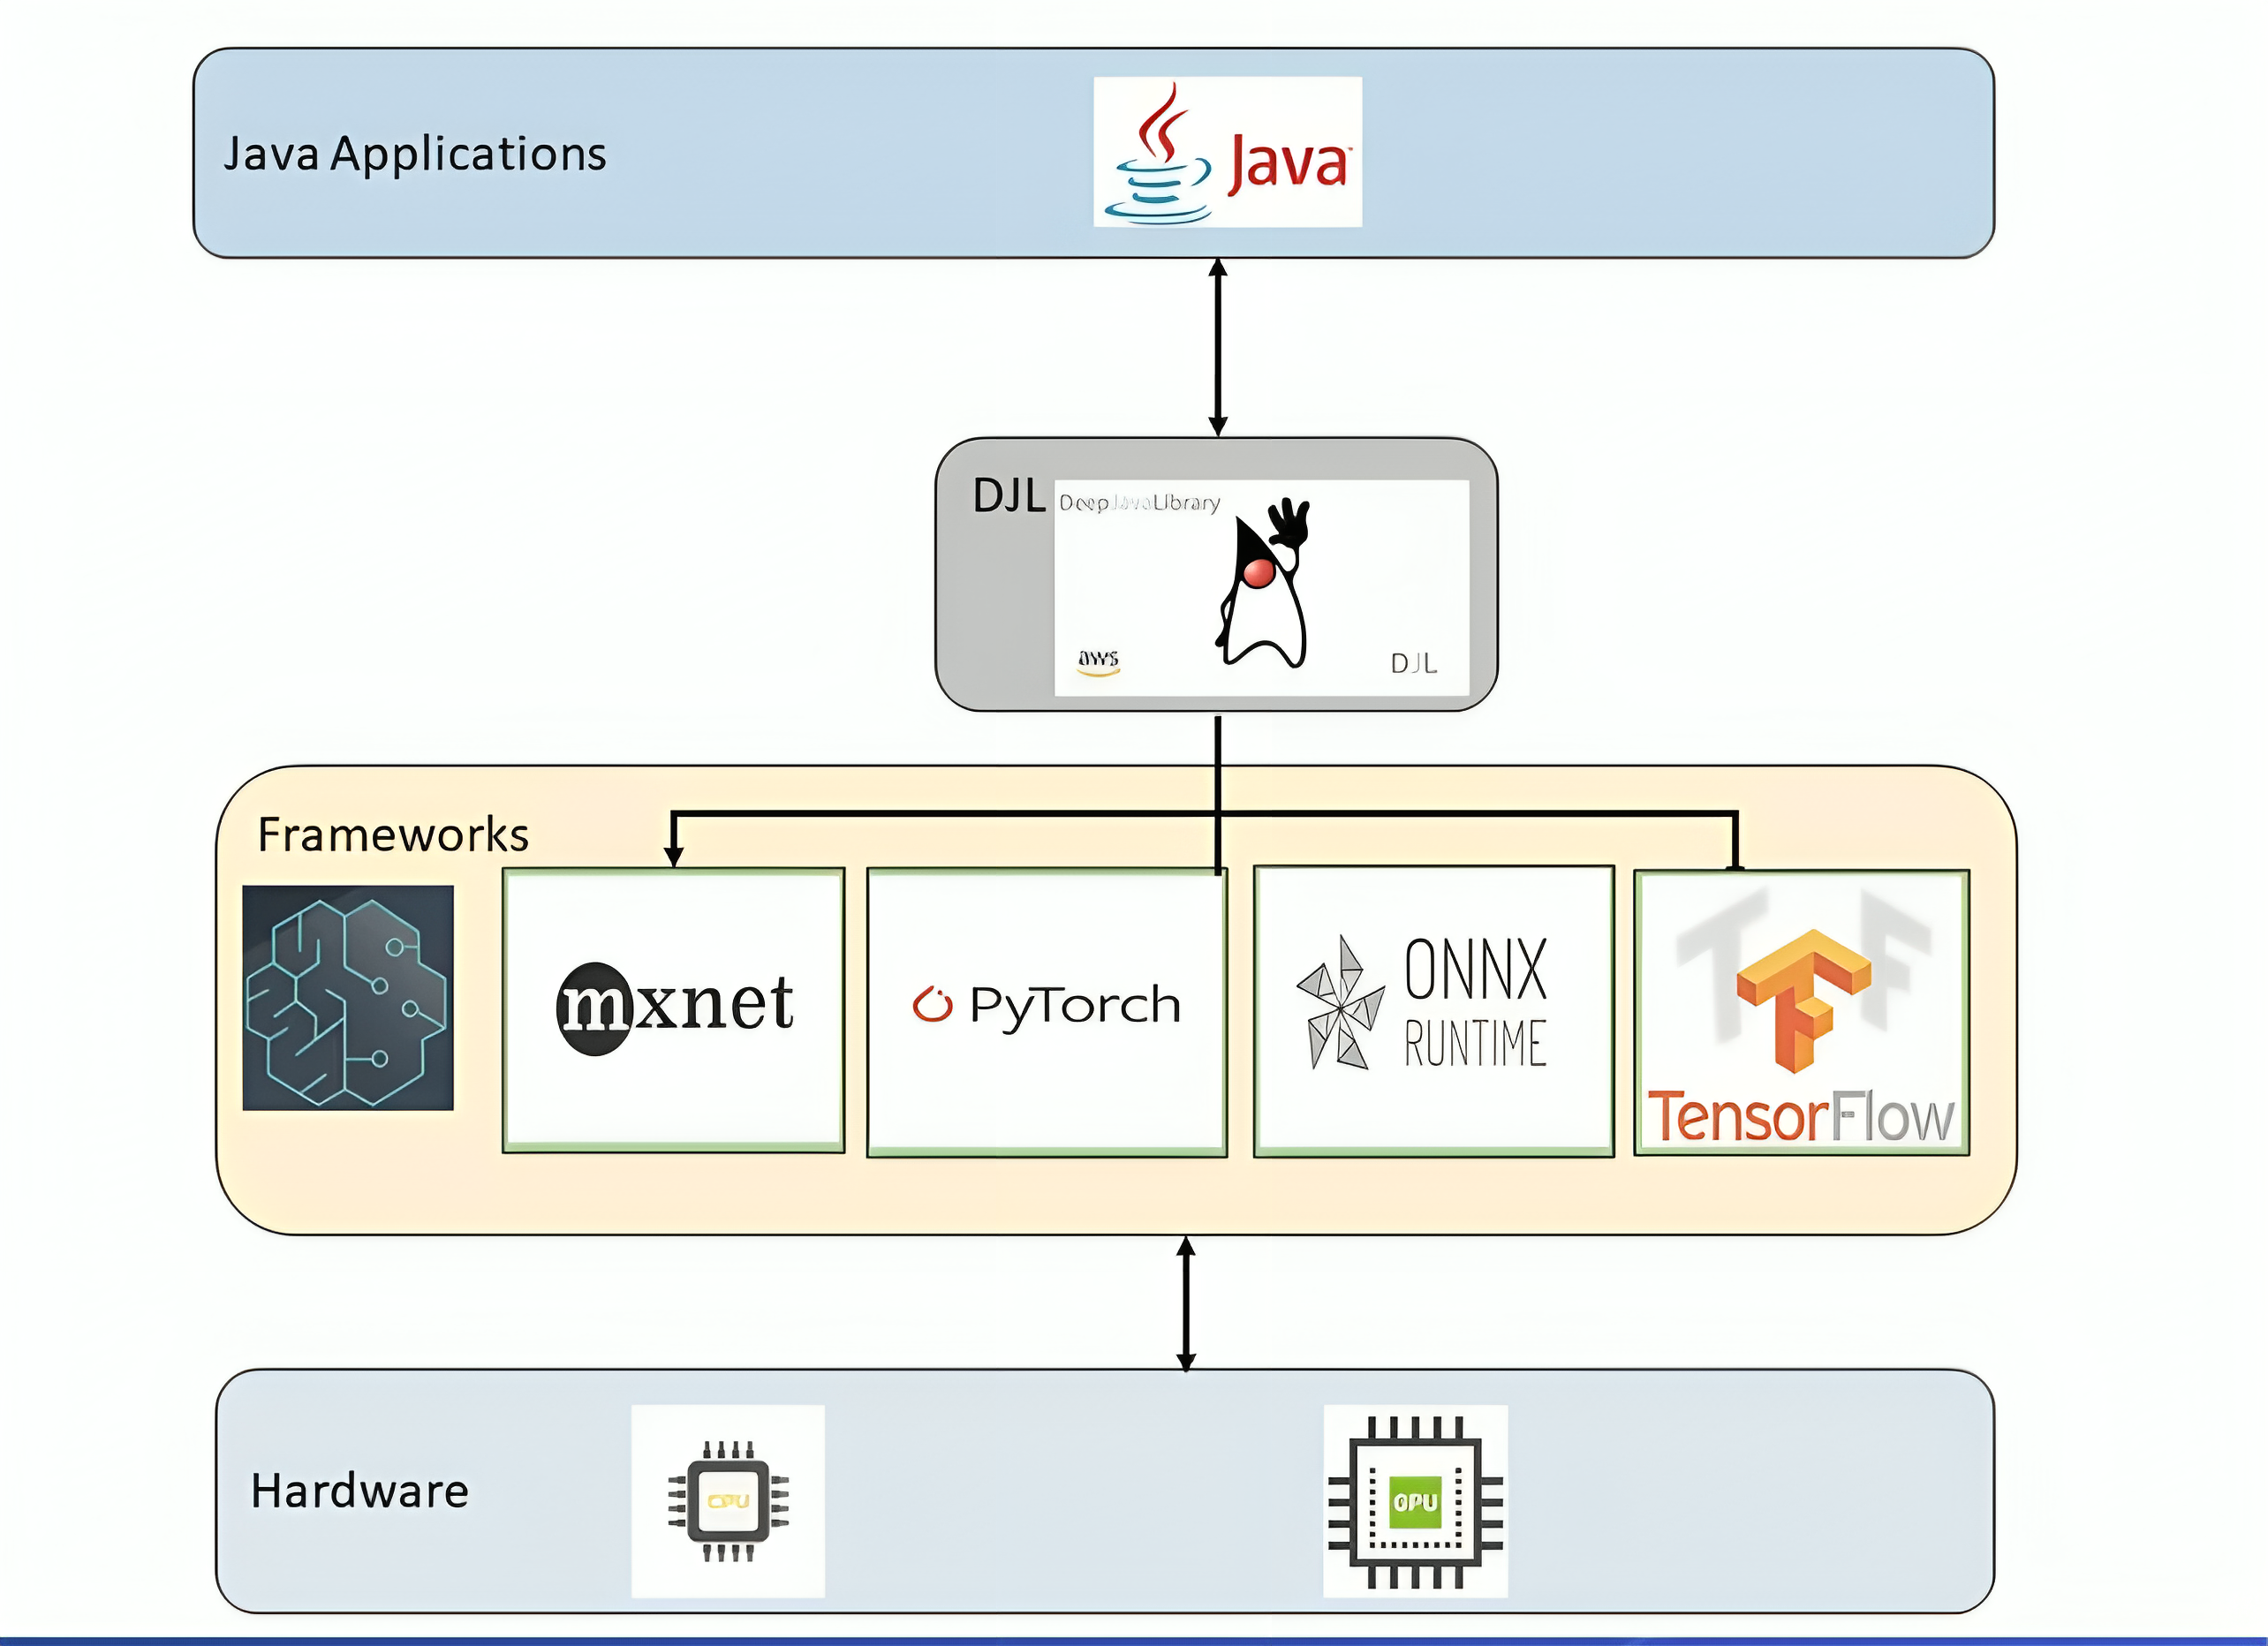 Java Applications
Java
DJL
DeepJavaLibrary
aws
DJL
Frameworks
mxnet
PyTorch
ONNX
RUNTIME
TensorFlow
Hardware
CPU
GPU